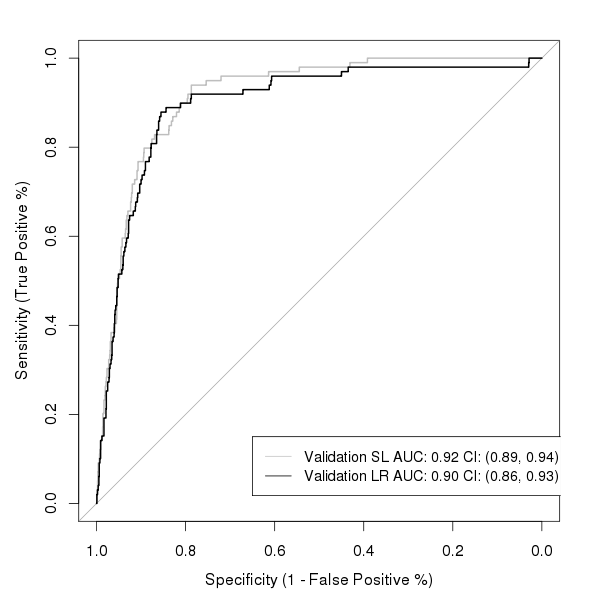 1.0
0.8
0.6
0.4
0.2
0.0
Sensitivity (True Positive %)
Validation SL AUC: 0.92 CI: (0.89, 0.94)
Validation LR AUC: 0.90 CI: (0.86, 0.93)
1.0 0.8 0.6 0.4 0.2 0.0
Specificity (1 - False Positive %)